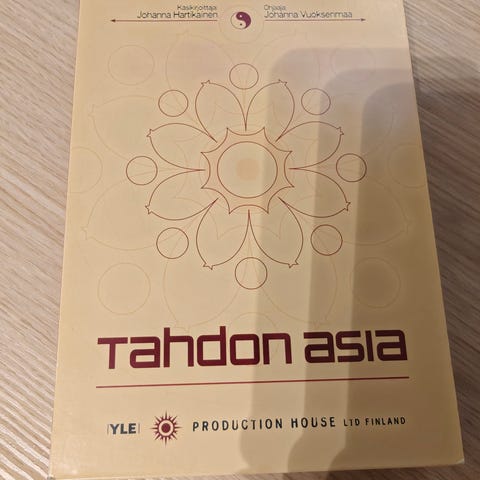 Käsikirjoittaja
Johanna Hartikainen
Ohjaaja
Johanna Vuoksenmaa
Tahdon asia
YLE
PRODUCTION HOUSE LTD FINLAND